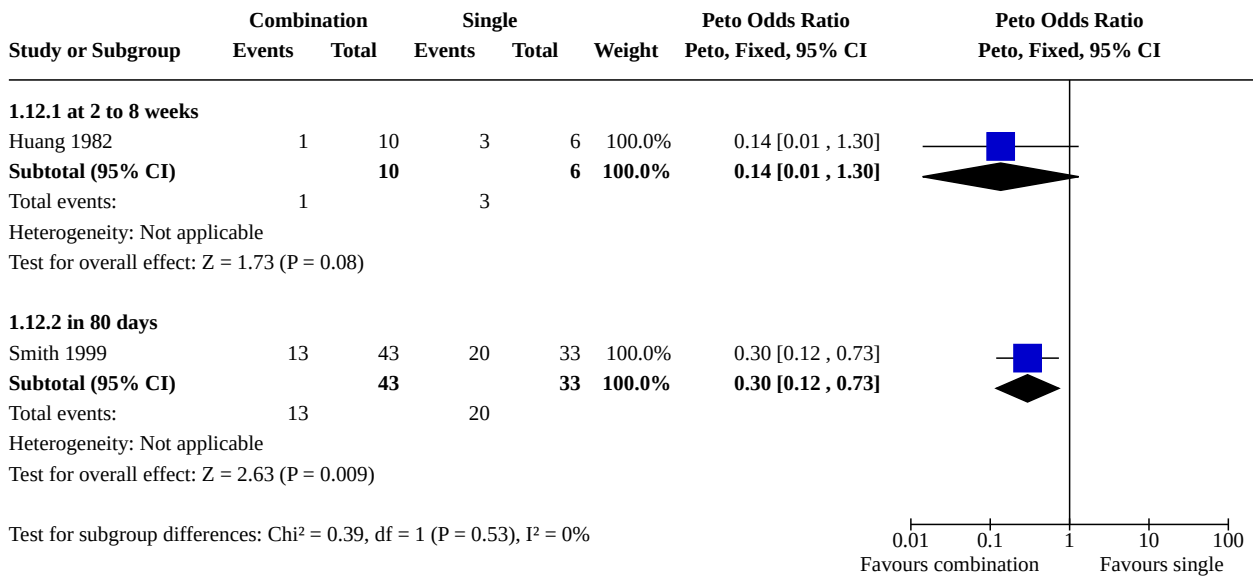 Combination Single Peto Odds Ratio Peto Odds Ratio
Study or Subgroup Events Total Events Total Weight Peto, Fixed, 95% CI Peto, Fixed, 95% CI
1.12.1 at 2 to 8 weeks
Huang 1982 1 10 3 6 100.0% 0.14 [0.01 , 1.30]
Subtotal (95% CI) 10 6 100.0% 0.14 [0.01 , 1.30]
Total events: 1 3
Heterogeneity: Not applicable
Test for overall effect: Z = 1.73 (P = 0.08)
1.12.2 in 80 days
Smith 1999 13 43 20 33 100.0% 0.30 [0.12 , 0.73]
Subtotal (95% CI) 43 33 100.0% 0.30 [0.12 , 0.73]
Total events: 13 20
Heterogeneity: Not applicable
Test for overall effect: Z = 2.63 (P = 0.009)
Test for subgroup differences: Chi² = 0.39, df = 1 (P = 0.53), I² = 0%
0.01 0.1 1 10 100
Favours combination Favours single